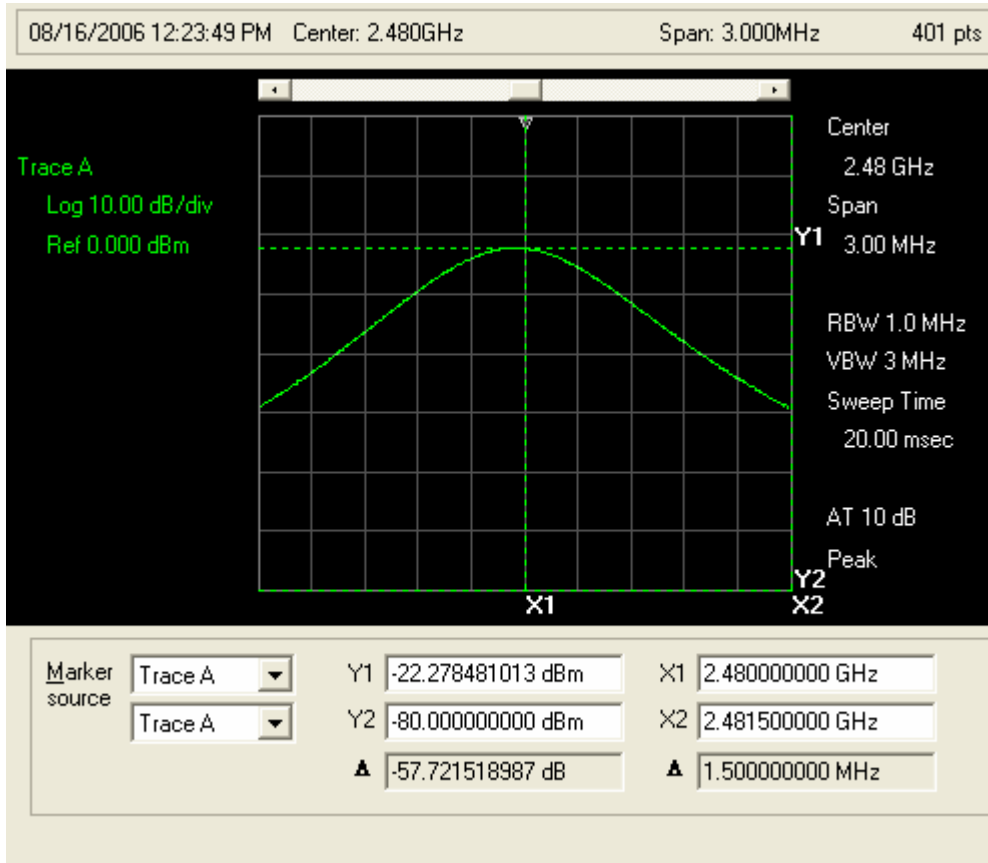 08/16/2006 12:23:49 PM Center: 2.480GHz Span: 3.000MHz 401 pts
Trace A
Log 10.00 dB/div
Ref 0.000 dBm
Center
2.48 GHz
Span
3.00 MHz
Y1
RBW 1.0 MHz
VBW 3 MHz
Sweep Time
20.00 msec
AT 10 dB
Peak
Y2
X1 X2
Marker source
Trace A
Trace A
Y1 -22.278481013 dBm X1 2.480000000 GHz
Y2 -80.000000000 dBm X2 2.481500000 GHz
Δ -57.721518987 dB Δ 1.500000000 MHz